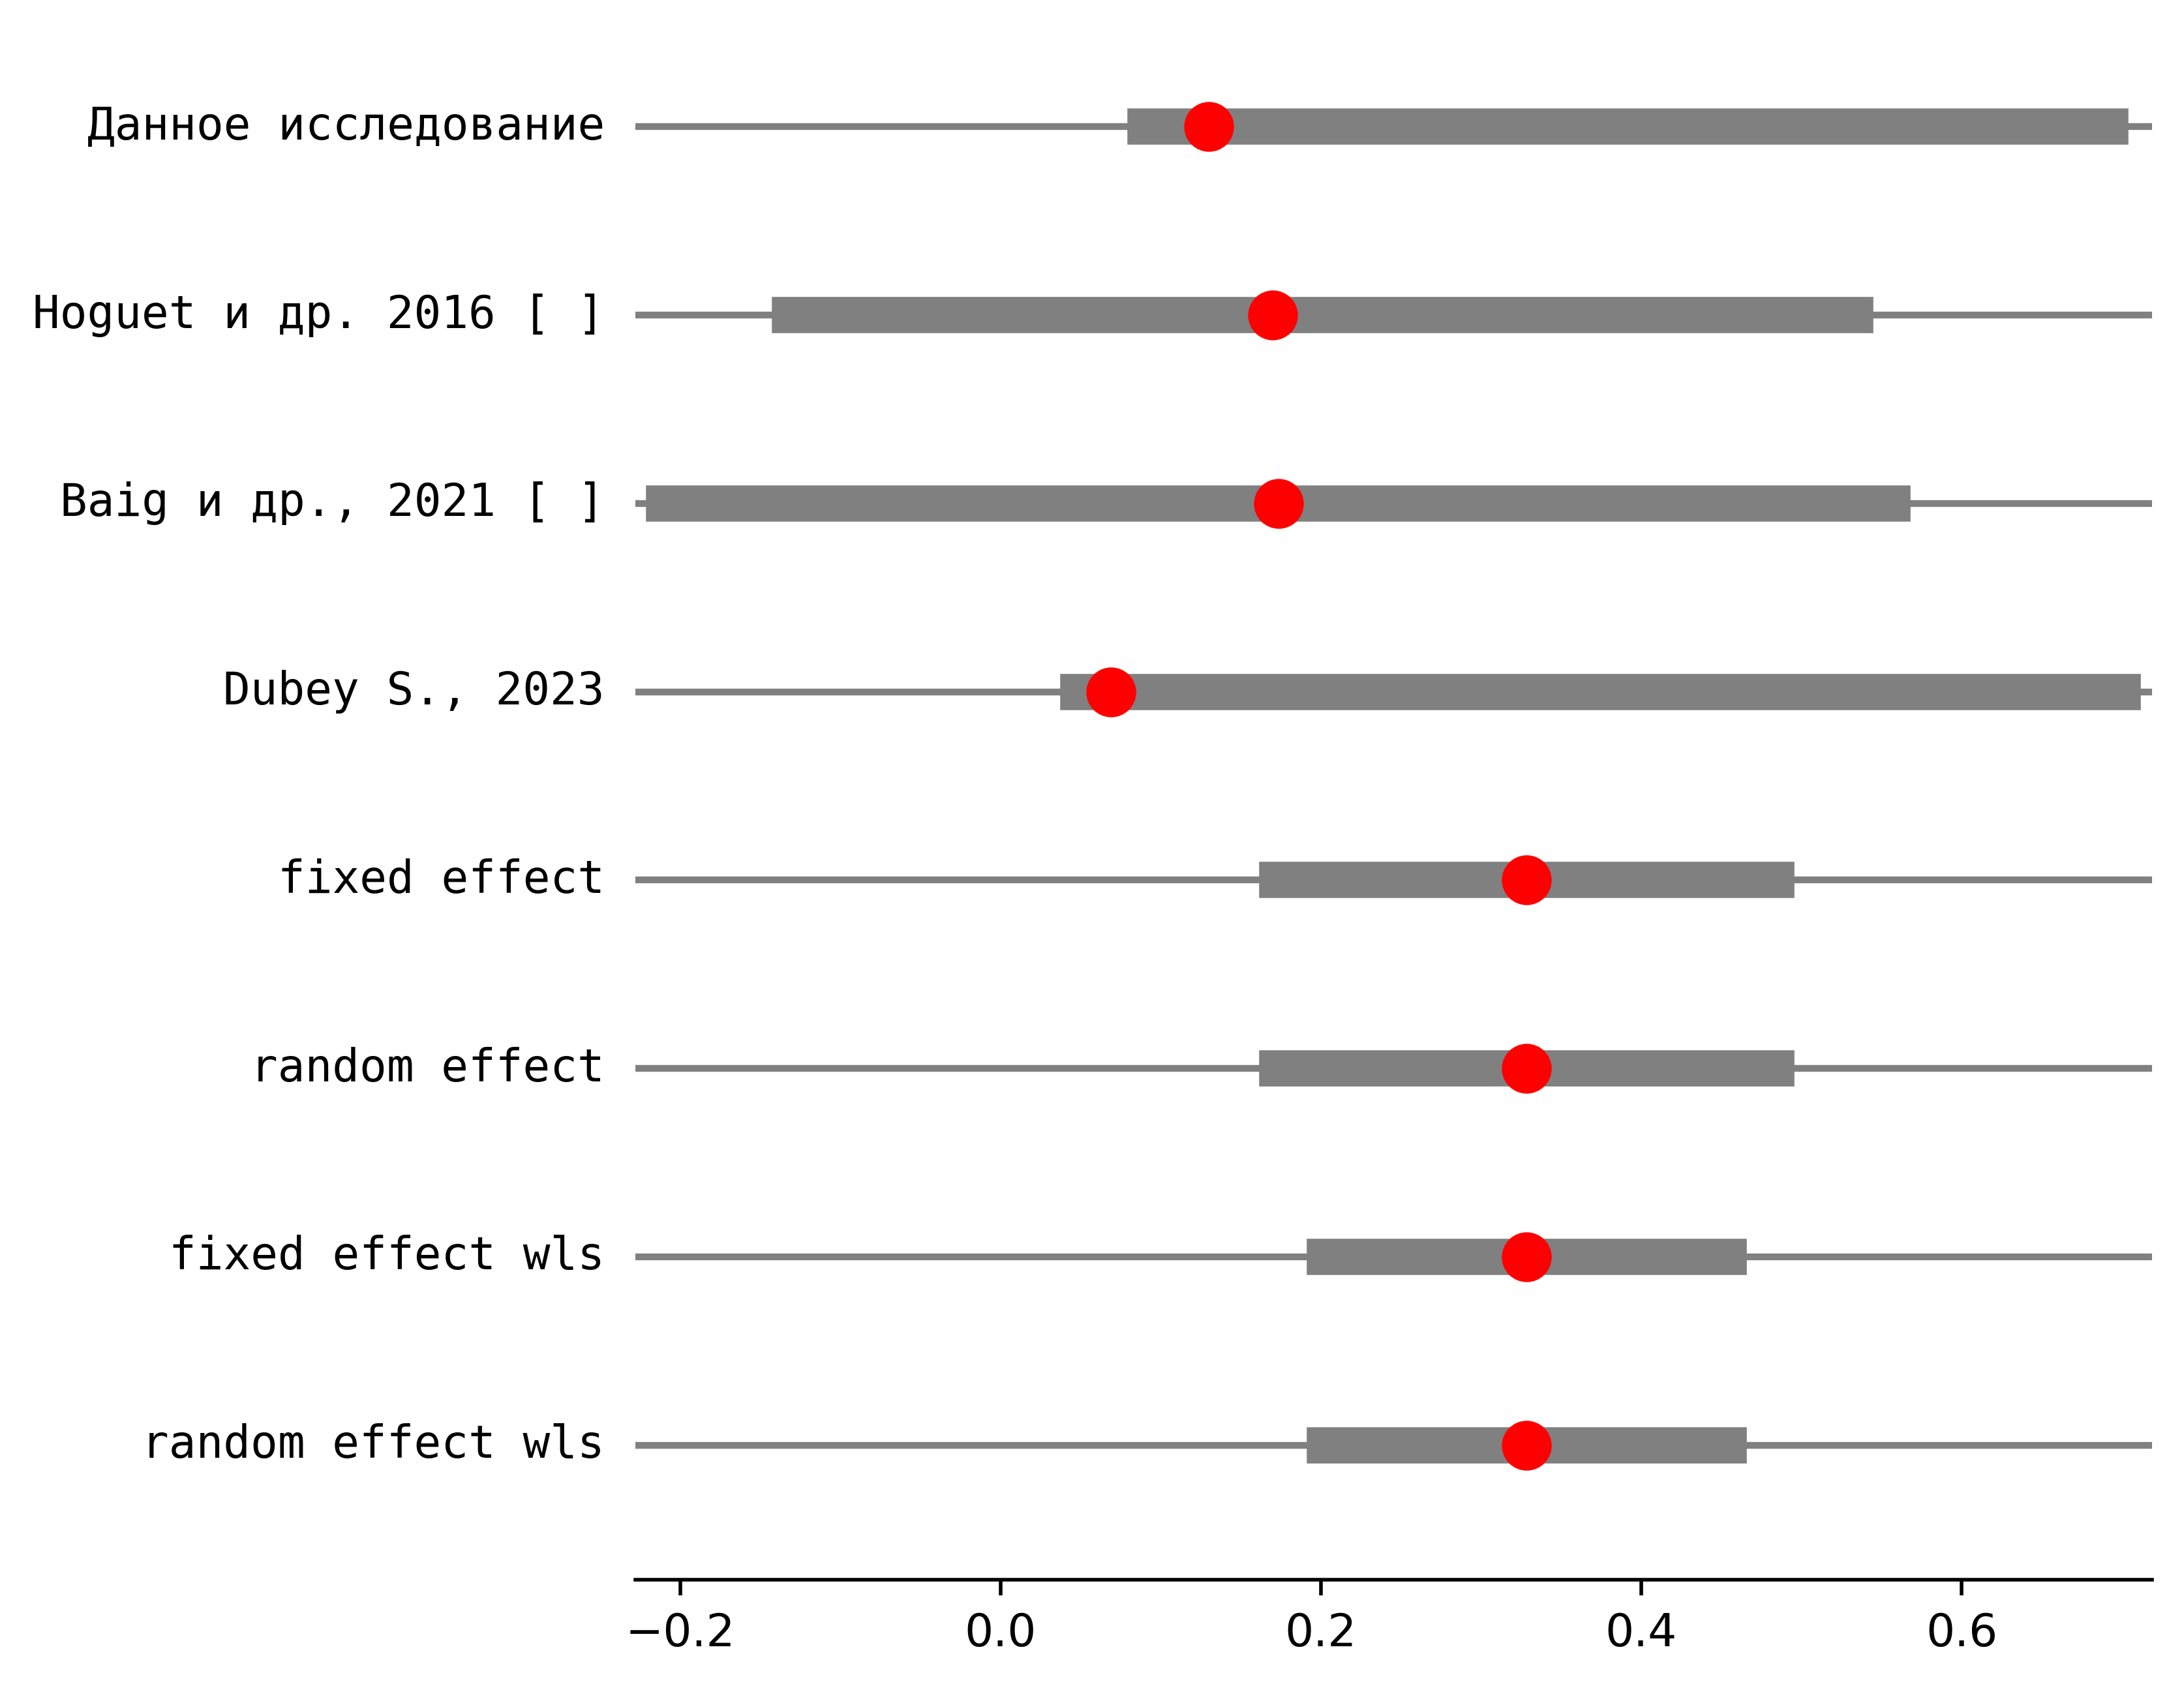 Данное исследование
Hoguet и др. 2016 [ ]
Baig и др., 2021 [ ]
Dubey S., 2023
fixed effect
random effect
fixed effect wls
random effect wls
−0.2 0.0 0.2 0.4 0.6